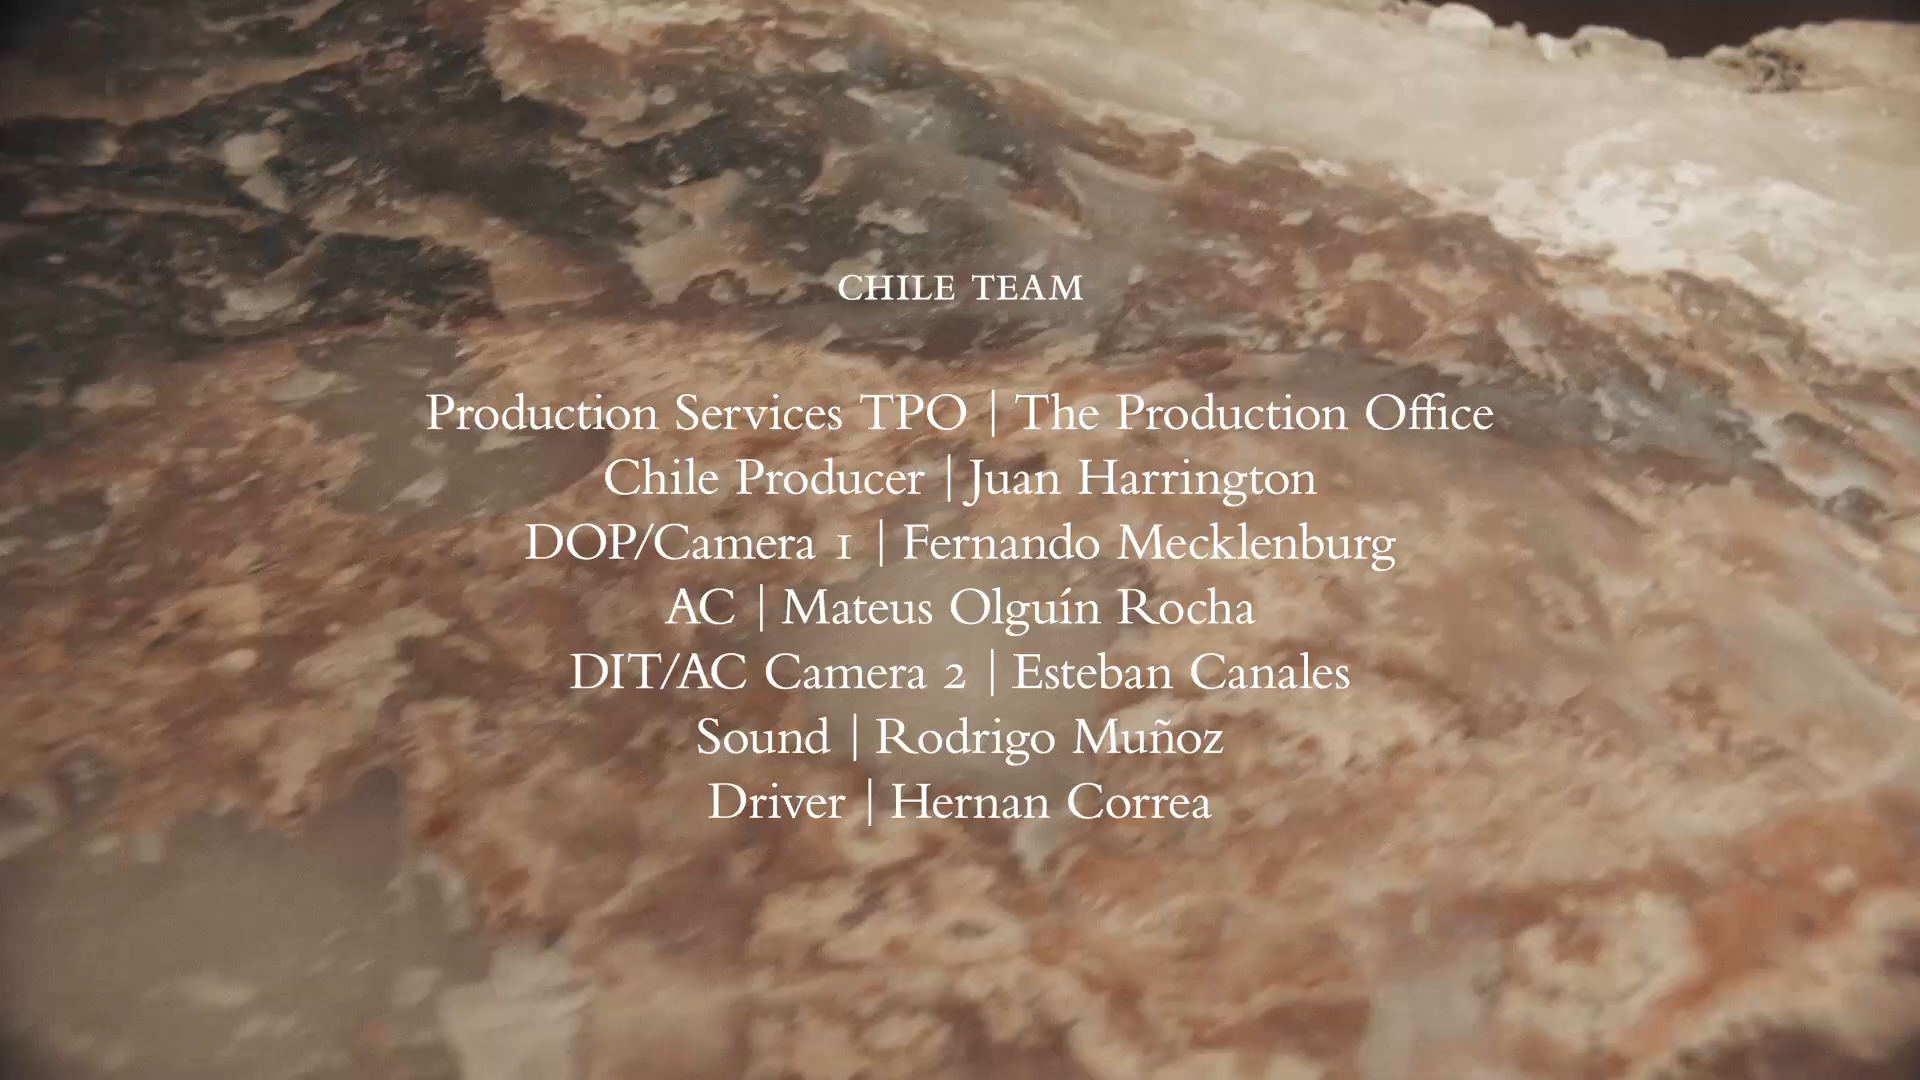 CHILE TEAM
Production Services TPO | The Production Office
Chile Producer | Juan Harrington
DOP/Camera 1 | Fernando Mecklenburg
AC | Mateus Olguín Rocha
DIT/AC Camera 2 | Esteban Canales
Sound | Rodrigo Muñoz
Driver | Hernan Correa